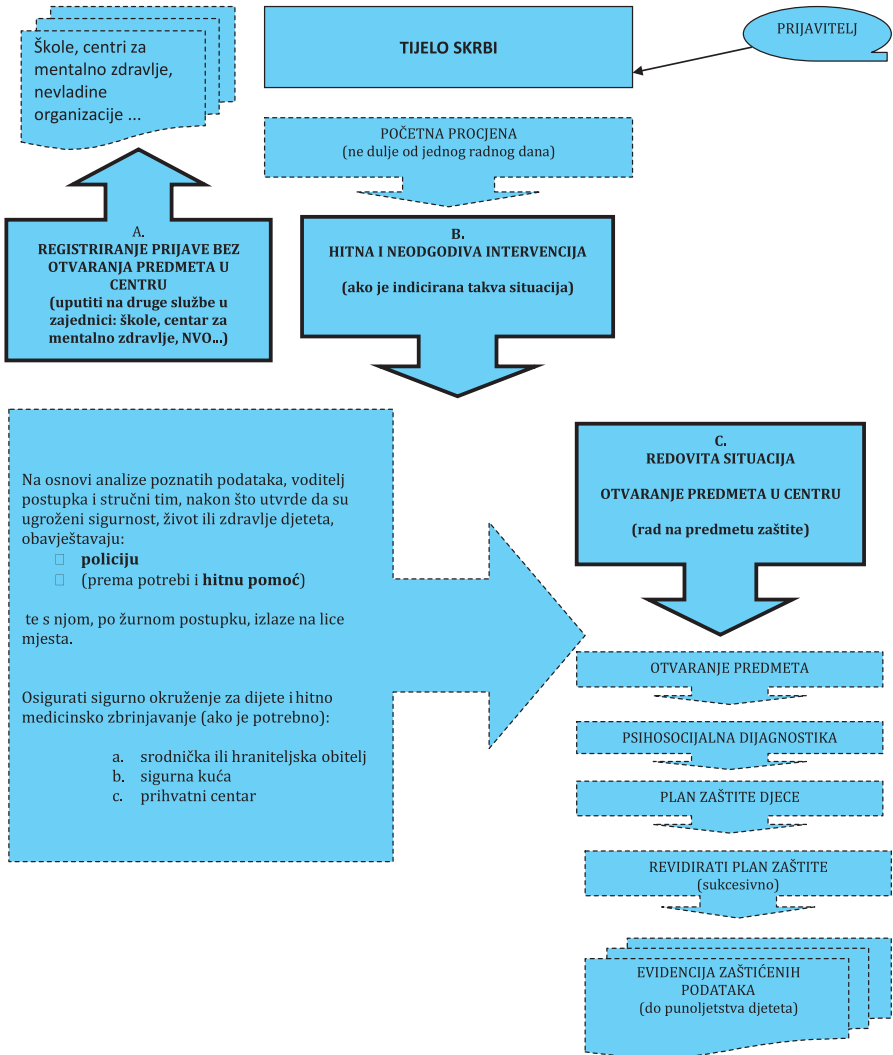 Škole, centri za
mentalno zdravlje,
nevladine
organizacije ...
TIJELO SKRBI
PRIJAVITELJ
POČETNA PROCJENA
(ne dulje od jednog radnog dana)
A.
REGISTRIRANJE PRIJAVE BEZ
OTVARANJA PREDMETA U
CENTRU
(uputiti na druge službe u
zajednici: škole, centar za
mentalno zdravlje, NVO...)
B.
HITNA I NEODGODIVA INTERVENCIJA
(ako je indicirana takva situacija)
Na osnovi analize poznatih podataka, voditelj
postupka i stručni tim, nakon što utvrde da su
ugroženi sigurnost, život ili zdravlje djeteta,
obavještavaju:
policiju
(prema potrebi i hitnu pomoć)
te s njom, po žurnom postupku, izlaze na lice
mjesta.
Osigurati sigurno okruženje za dijete i hitno
medicinsko zbrinjavanje (ako je potrebno):
a. srodnička ili hraniteljska obitelj
b. sigurna kuća
c. prihvatni centar
C.
REDOVITA SITUACIJA
OTVARANJE PREDMETA U CENTRU
(rad na predmetu zaštite)
OTVARANJE PREDMETA
PSIHOSOCIJALNA DIJAGNOSTIKA
PLAN ZAŠTITE DJECE
REVIDIRATI PLAN ZAŠTITE
(sukcesivno)
EVIDENCIJA ZAŠTIĆENIH
PODATAKA
(do punoljetstva djeteta)